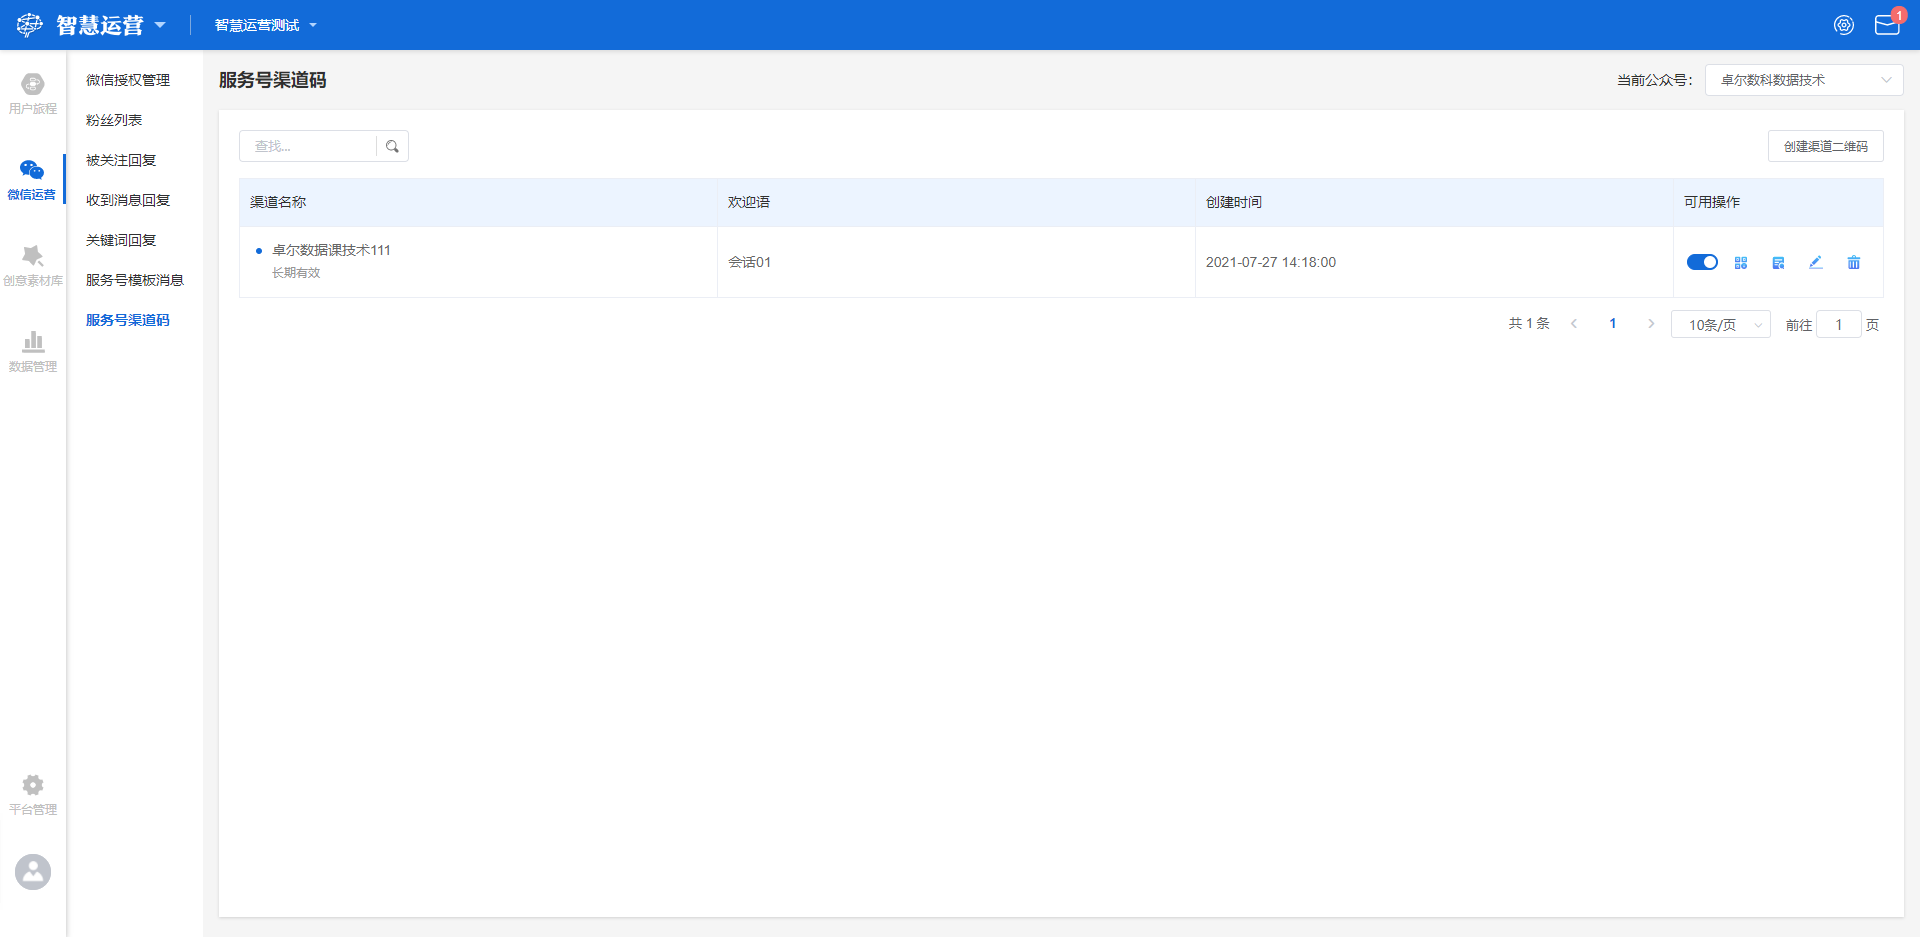 智慧运营
智慧运营测试
1
用户旅程
微信运营
创意素材库
数据管理
平台管理
微信授权管理
粉丝列表
被关注回复
收到消息回复
关键词回复
服务号模板消息
服务号渠道码
服务号渠道码
当前公众号：
卓尔数科数据技术
查找...
创建渠道二维码
渠道名称 欢迎语 创建时间 可用操作
卓尔数据课技术111 会话01 2021-07-27 14:18:00
长期有效
共 1 条 1 10条/页 前往 1 页